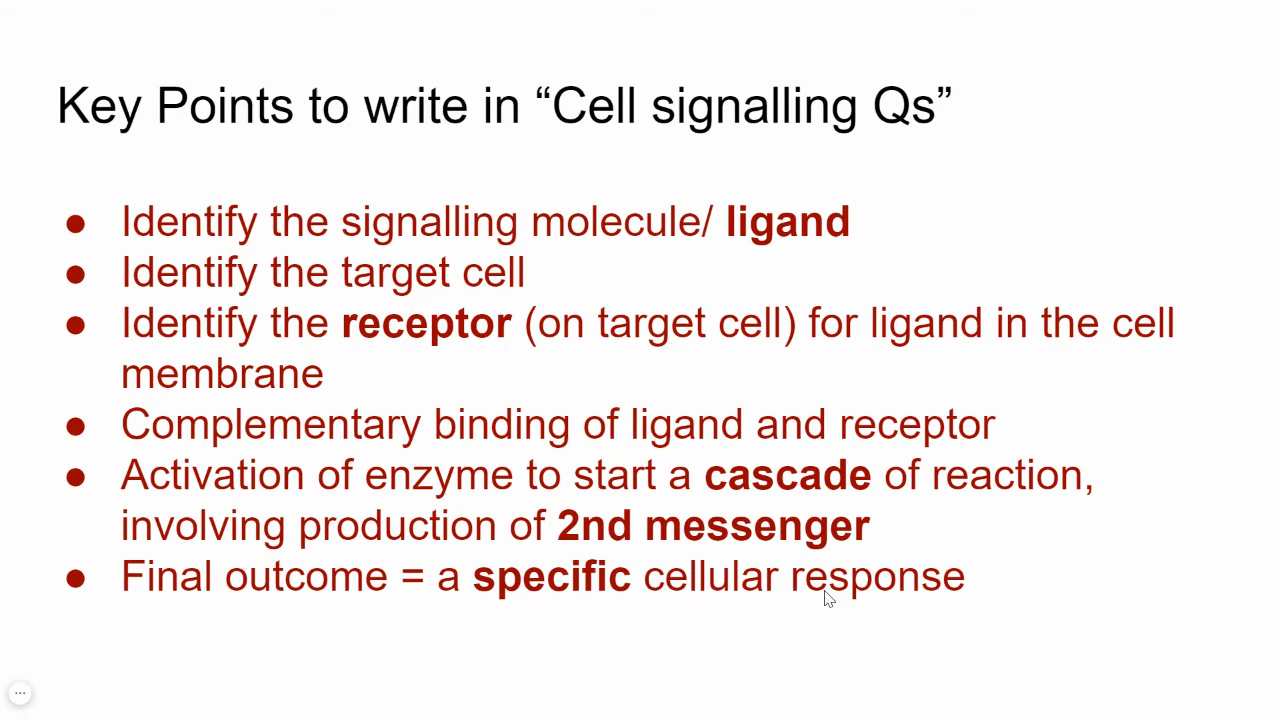 Key Points to write in “Cell signalling Qs”
● Identify the signalling molecule/ ligand
● Identify the target cell
● Identify the receptor (on target cell) for ligand in the cell
membrane
● Complementary binding of ligand and receptor
● Activation of enzyme to start a cascade of reaction,
involving production of 2nd messenger
● Final outcome = a specific cellular response